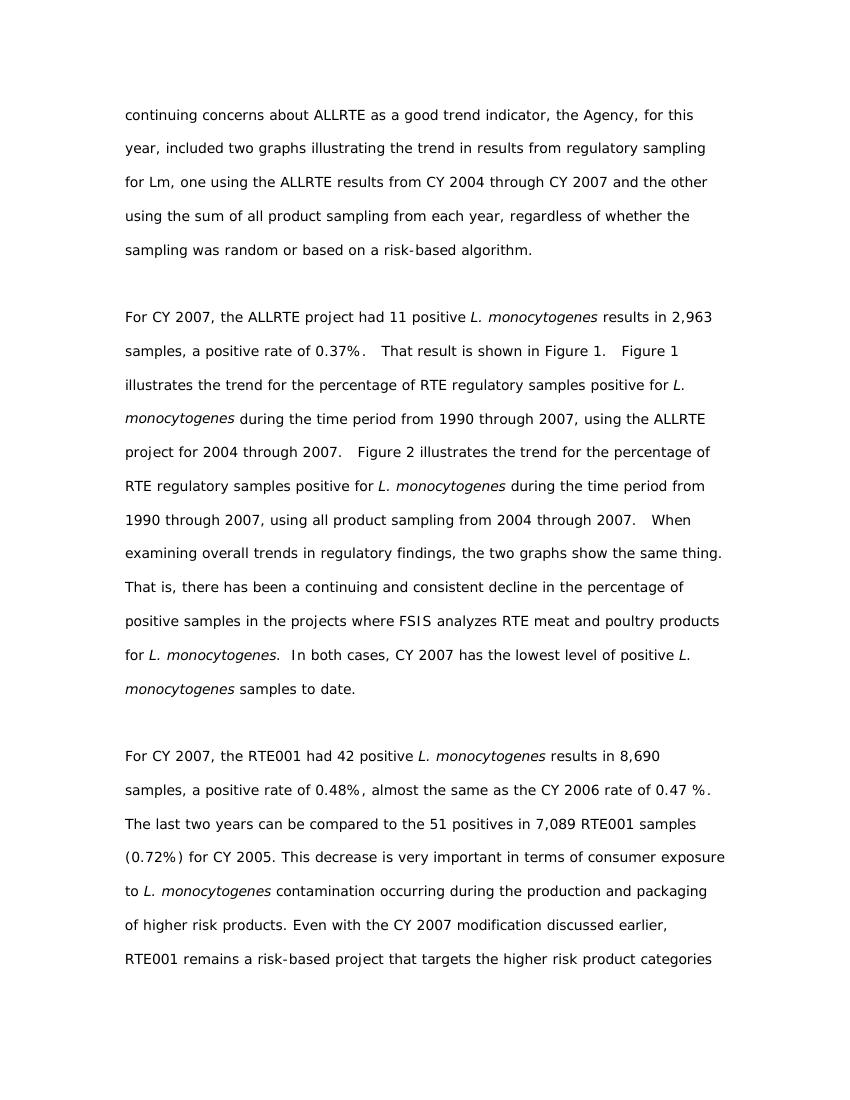 continuing concerns about ALLRTE as a good trend indicator, the Agency, for this
year, included two graphs illustrating the trend in results from regulatory sampling
for Lm, one using the ALLRTE results from CY 2004 through CY 2007 and the other
using the sum of all product sampling from each year, regardless of whether the
sampling was random or based on a risk-based algorithm.
For CY 2007, the ALLRTE project had 11 positive L. monocytogenes results in 2,963
samples, a positive rate of 0.37%.   That result is shown in Figure 1.   Figure 1
illustrates the trend for the percentage of RTE regulatory samples positive for L.
monocytogenes during the time period from 1990 through 2007, using the ALLRTE
project for 2004 through 2007.   Figure 2 illustrates the trend for the percentage of
RTE regulatory samples positive for L. monocytogenes during the time period from
1990 through 2007, using all product sampling from 2004 through 2007.   When
examining overall trends in regulatory findings, the two graphs show the same thing.
That is, there has been a continuing and consistent decline in the percentage of
positive samples in the projects where FSIS analyzes RTE meat and poultry products
for L. monocytogenes.  In both cases, CY 2007 has the lowest level of positive L.
monocytogenes samples to date.
For CY 2007, the RTE001 had 42 positive L. monocytogenes results in 8,690
samples, a positive rate of 0.48%, almost the same as the CY 2006 rate of 0.47 %.
The last two years can be compared to the 51 positives in 7,089 RTE001 samples
(0.72%) for CY 2005. This decrease is very important in terms of consumer exposure
to L. monocytogenes contamination occurring during the production and packaging
of higher risk products. Even with the CY 2007 modification discussed earlier,
RTE001 remains a risk-based project that targets the higher risk product categories